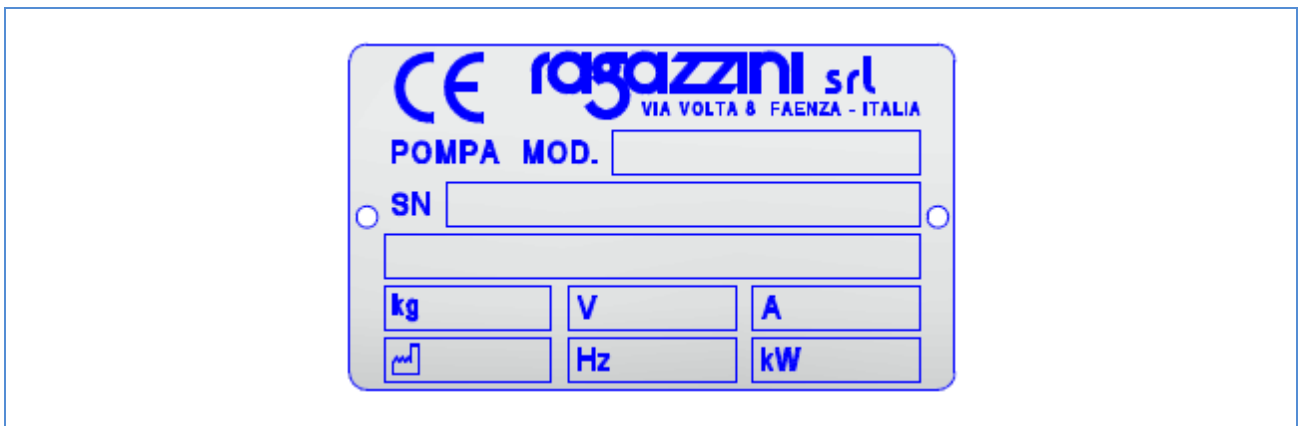 CE ragazzini srl
VIA VOLTA 8 FAENZA - ITALIA
POMPA MOD.
SN
kg V A
Hz kW